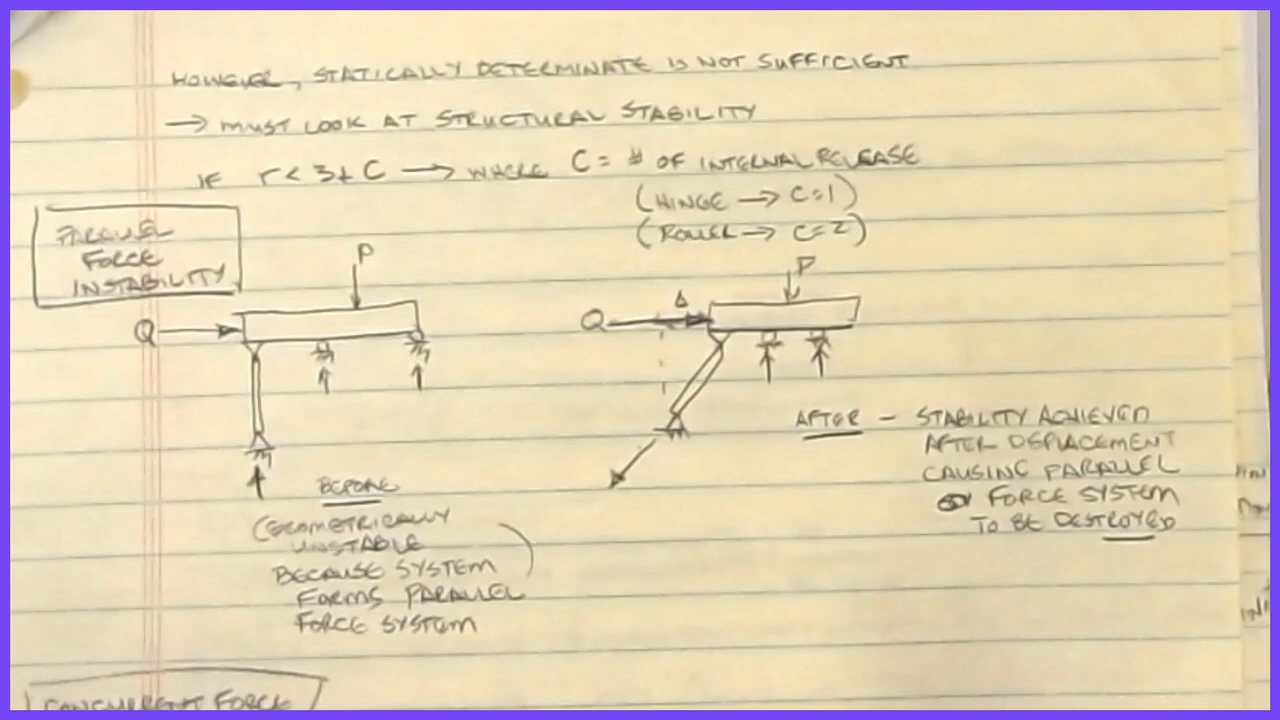 HOWEVER, STATICALLY DETERMINATE IS NOT SUFFICIENT
→ MUST LOOK AT STRUCTURAL STABILITY
IF r < 3 + C → WHERE C = # OF INTERNAL RELEASE
(HINGE → C=1)
(ROLLER → C=2)
PARALLEL
FORCE
INSTABILITY
P
Q
BEFORE
(GEOMETRICALLY
UNSTABLE
BECAUSE SYSTEM
FORMS PARALLEL
FORCE SYSTEM
)
P
Δ
Q
AFTER - STABILITY ACHIEVED
AFTER DISPLACEMENT
CAUSING PARALLEL
FORCE SYSTEM
TO BE DESTROYED
CONCURRENT FORCE